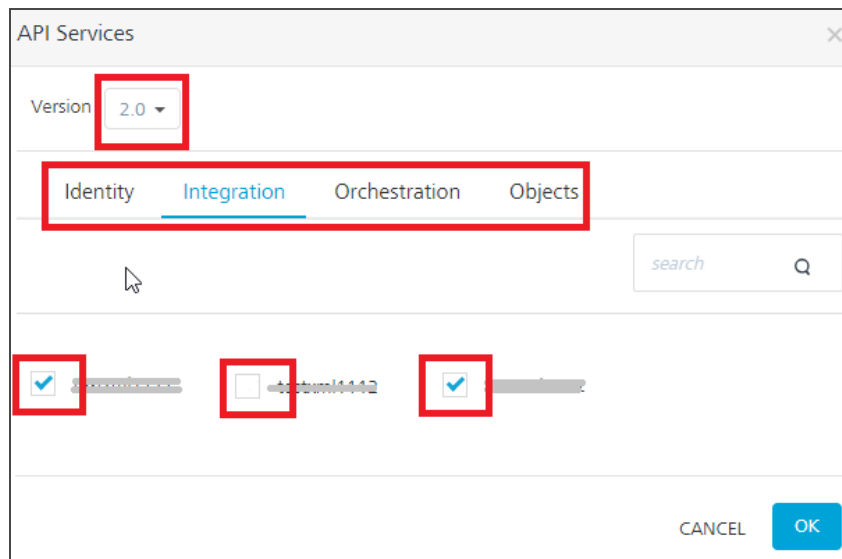 API Services
Version 2.0
Identity Integration Orchestration Objects
search
CANCEL OK